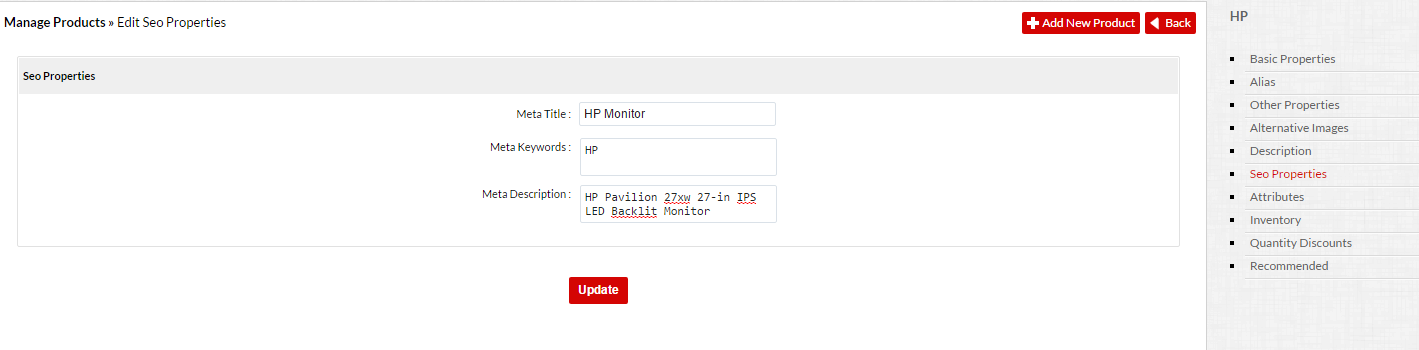 Manage Products » Edit Seo Properties
Add New Product
Back
Seo Properties
Meta Title :
HP Monitor
Meta Keywords :
HP
Meta Description :
HP Pavilion 27xw 27-in IPS
LED Backlit Monitor
Update
HP
Basic Properties
Alias
Other Properties
Alternative Images
Description
Seo Properties
Attributes
Inventory
Quantity Discounts
Recommended